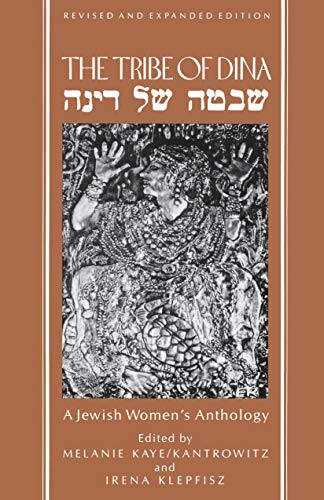 REVISED AND EXPANDED EDITION
THE TRIBE OF DINA
שבטה של דינה
A Jewish Women's Anthology
Edited by
MELANIE KAYE/KANTROWITZ
and
IRENA KLEPFISZ